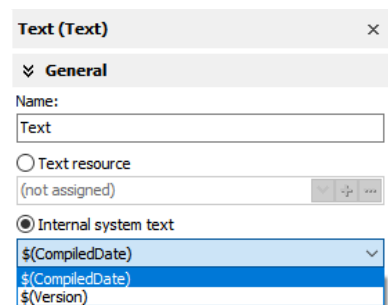 Text (Text)
General
Name:
Text
Text resource
(not assigned)
Internal system text
$(CompiledDate)
$(CompiledDate)
$(Version)